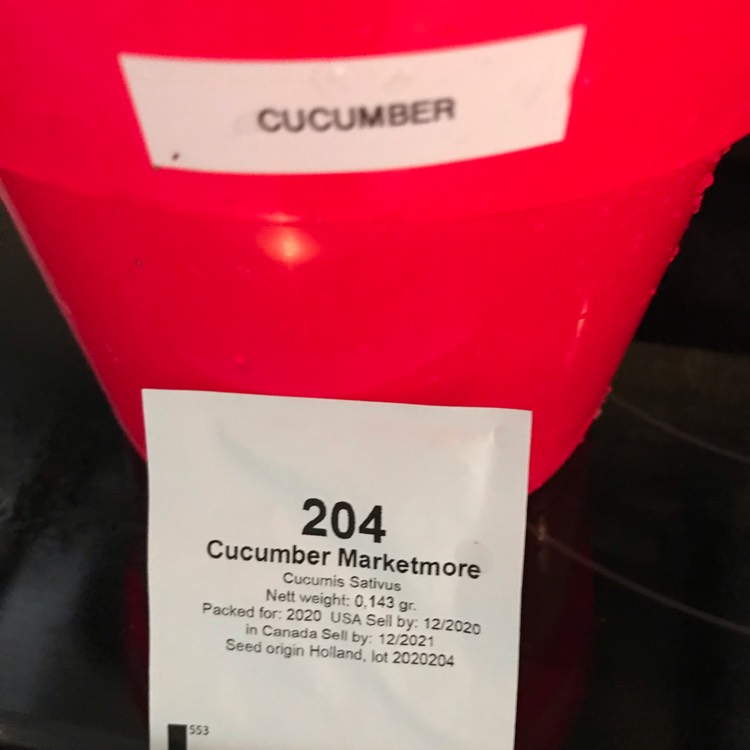 CUCUMBER
204
Cucumber Marketmore
Cucumis Sativus
Nett weight: 0,143 gr.
Packed for: 2020 USA Sell by: 12/2020
in Canada Sell by: 12/2021
Seed origin Holland, lot 2020204
553